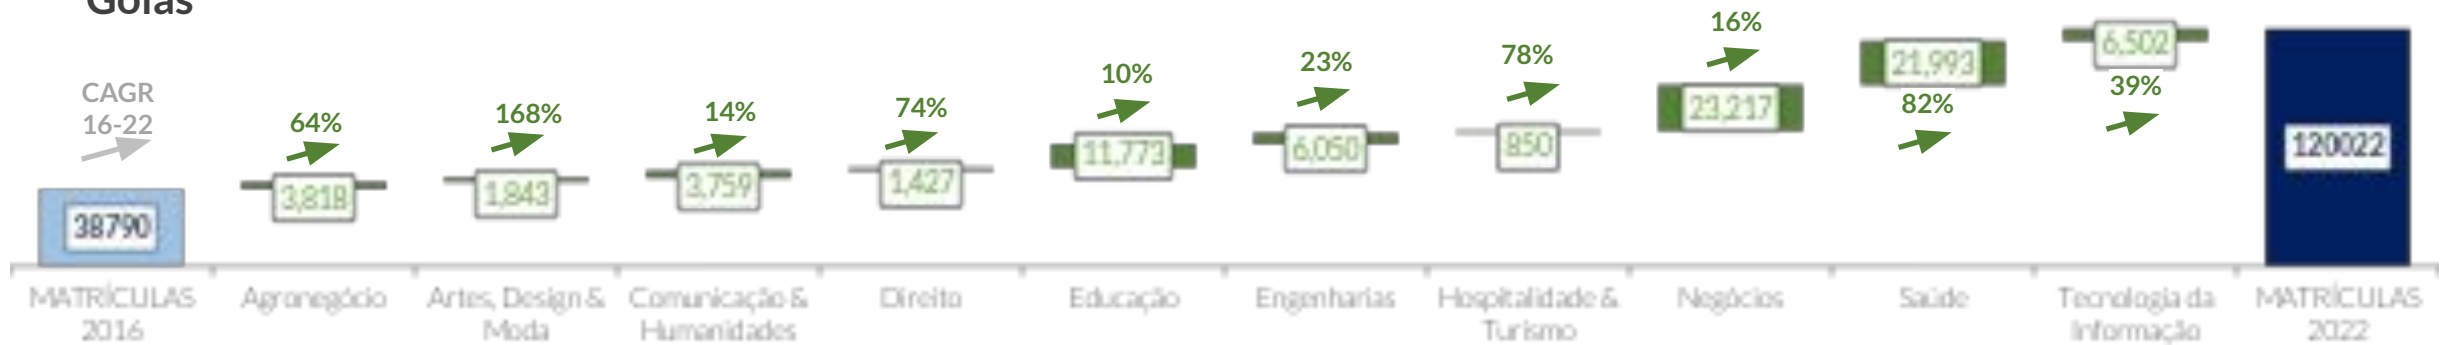 Goiás
CAGR
16-22
64%
168%
14%
74%
10%
23%
78%
16%
82%
39%
38790
3,818
1,843
3,759
1,427
11,773
6,050
850
23,217
21,993
6,502
120022
MATRÍCULAS
2016
Agronegócio
Artes, Design &
Moda
Comunicação &
Humanidades
Direito
Educação
Engenharias
Hospitalidade &
Turismo
Negócios
Saúde
Tecnologia da
Informação
MATRÍCULAS
2022